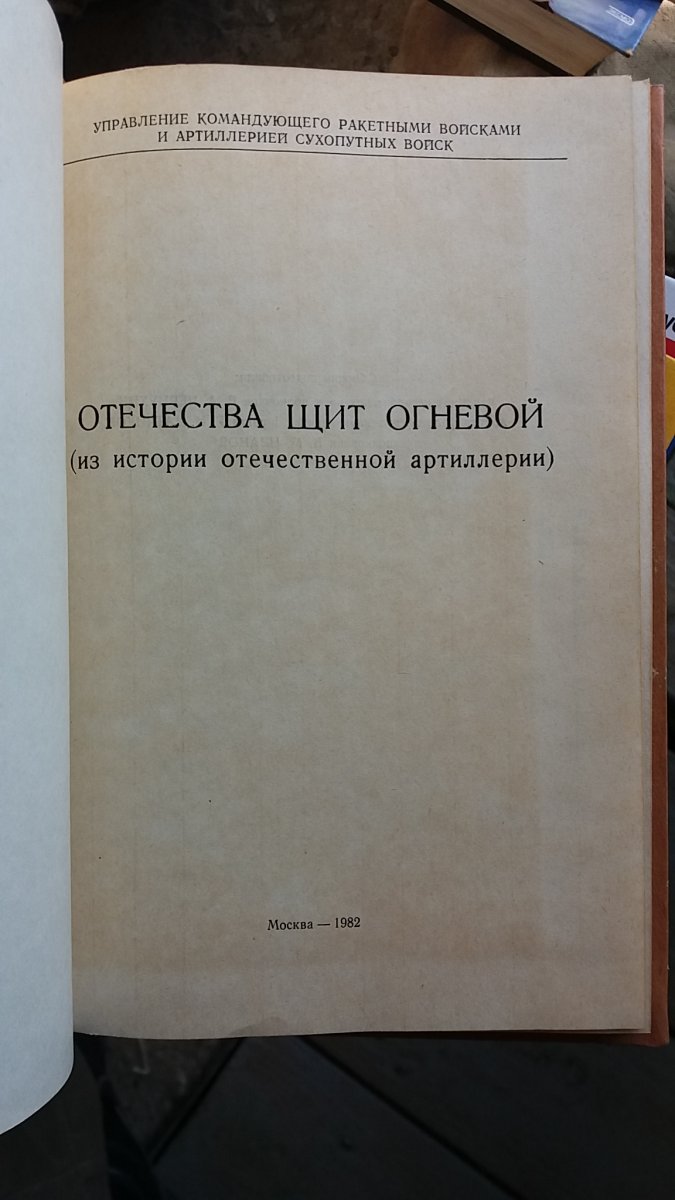 УПРАВЛЕНИЕ КОМАНДУЮЩЕГО РАКЕТНЫМИ ВОЙСКАМИ
И АРТИЛЛЕРИЕЙ СУХОПУТНЫХ ВОЙСК
ОТЕЧЕСТВА ЩИТ ОГНЕВОЙ
(из истории отечественной артиллерии)
Москва — 1982